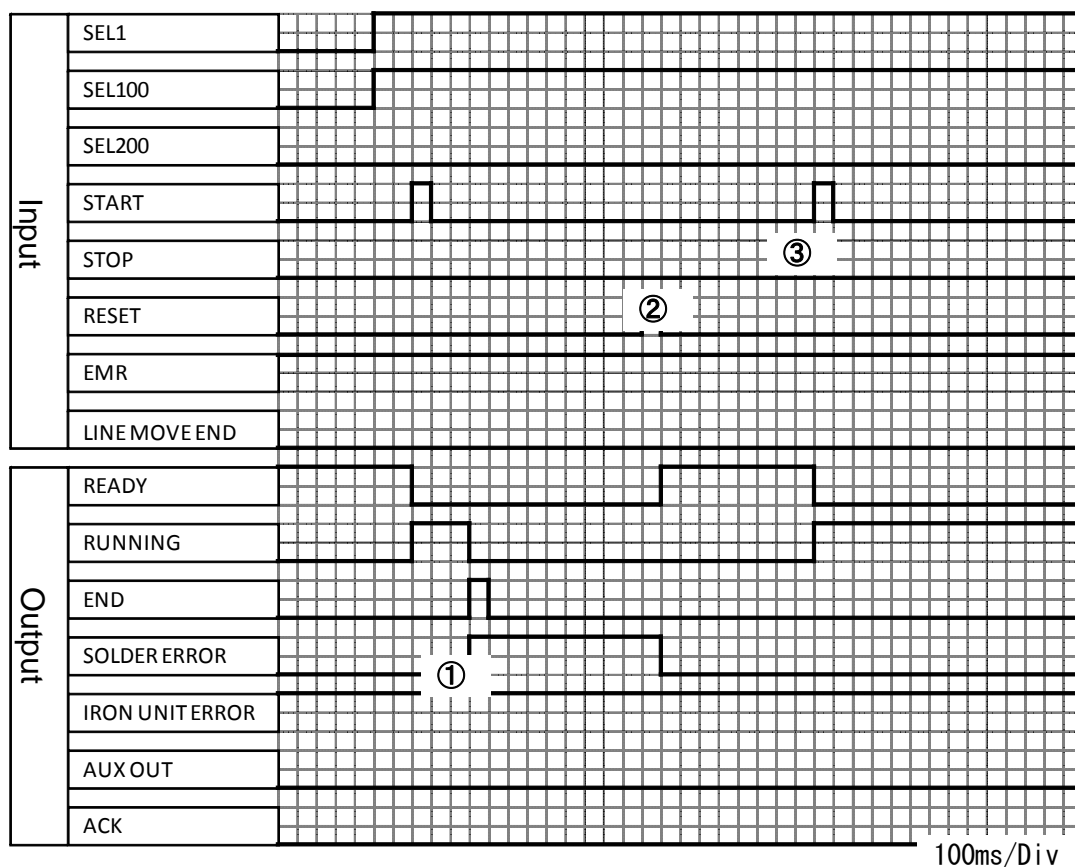 Input
SEL1
SEL100
SEL200
START
STOP
③
RESET
②
EMR
LINE MOVE END
Output
READY
RUNNING
END
SOLDER ERROR
①
IRON UNIT ERROR
AUX OUT
ACK
100ms/Div